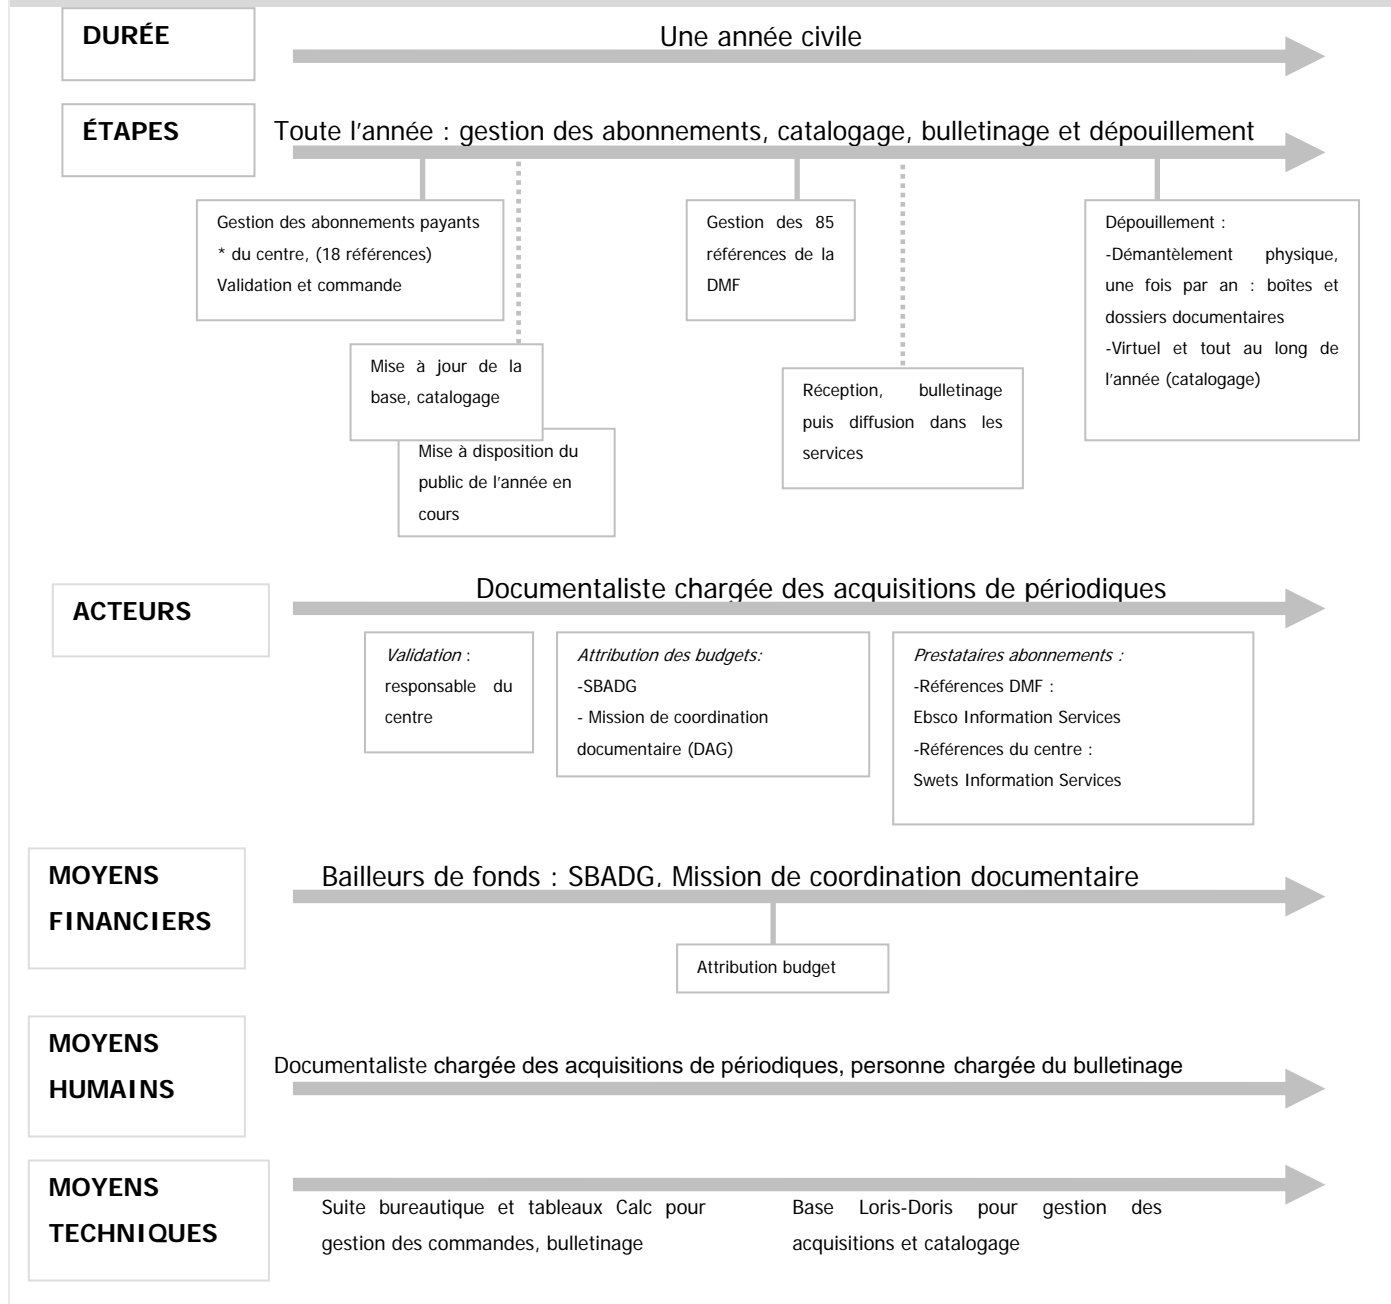 DURÉE
Une année civile
ÉTAPES
Toute l'année : gestion des abonnements, catalogage, bulletinage et dépouillement
Gestion des abonnements payants
* du centre, (18 références)
Validation et commande
Mise à jour de la
base, catalogage
Mise à disposition du
public de l'année en
cours
Gestion des 85
références de la
DMF
Réception, bulletinage
puis diffusion dans les
services
Dépouillement :
-Démantèlement physique,
une fois par an : boîtes et
dossiers documentaires
-Virtuel et tout au long de
l'année (catalogage)
ACTEURS
Documentaliste chargée des acquisitions de périodiques
Validation :
responsable du
centre
Attribution des budgets:
-SBADG
- Mission de coordination
documentaire (DAG)
Prestataires abonnements :
-Références DMF :
Ebsco Information Services
-Références du centre :
Swets Information Services
MOYENS
FINANCIERS
Bailleurs de fonds : SBADG, Mission de coordination documentaire
Attribution budget
MOYENS
HUMAINS
Documentaliste chargée des acquisitions de périodiques, personne chargée du bulletinage
MOYENS
TECHNIQUES
Suite bureautique et tableaux Calc pour
gestion des commandes, bulletinage
Base Loris-Doris pour gestion des
acquisitions et catalogage